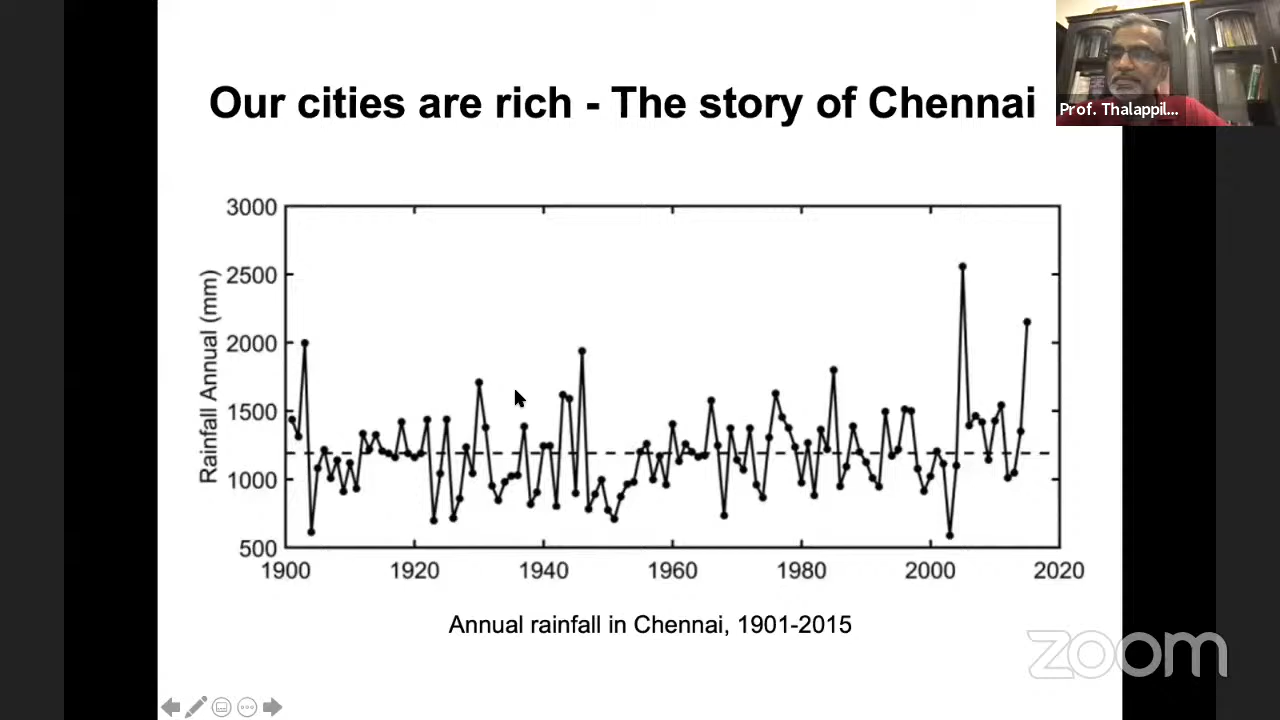 Our cities are rich - The story of Chennai
Prof. Thalappil...
Rainfall Annual (mm)
3000
2500
2000
1500
1000
500
1900 1920 1940 1960 1980 2000 2020
Annual rainfall in Chennai, 1901-2015
zoom